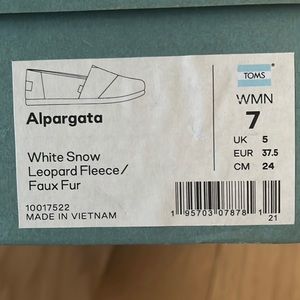 TOMS
Alpargata
WMN
7
UK 5
EUR 37.5
CM 24
White Snow
Leopard Fleece/
Faux Fur
10017522
MADE IN VIETNAM
1 95703 07878 1
21